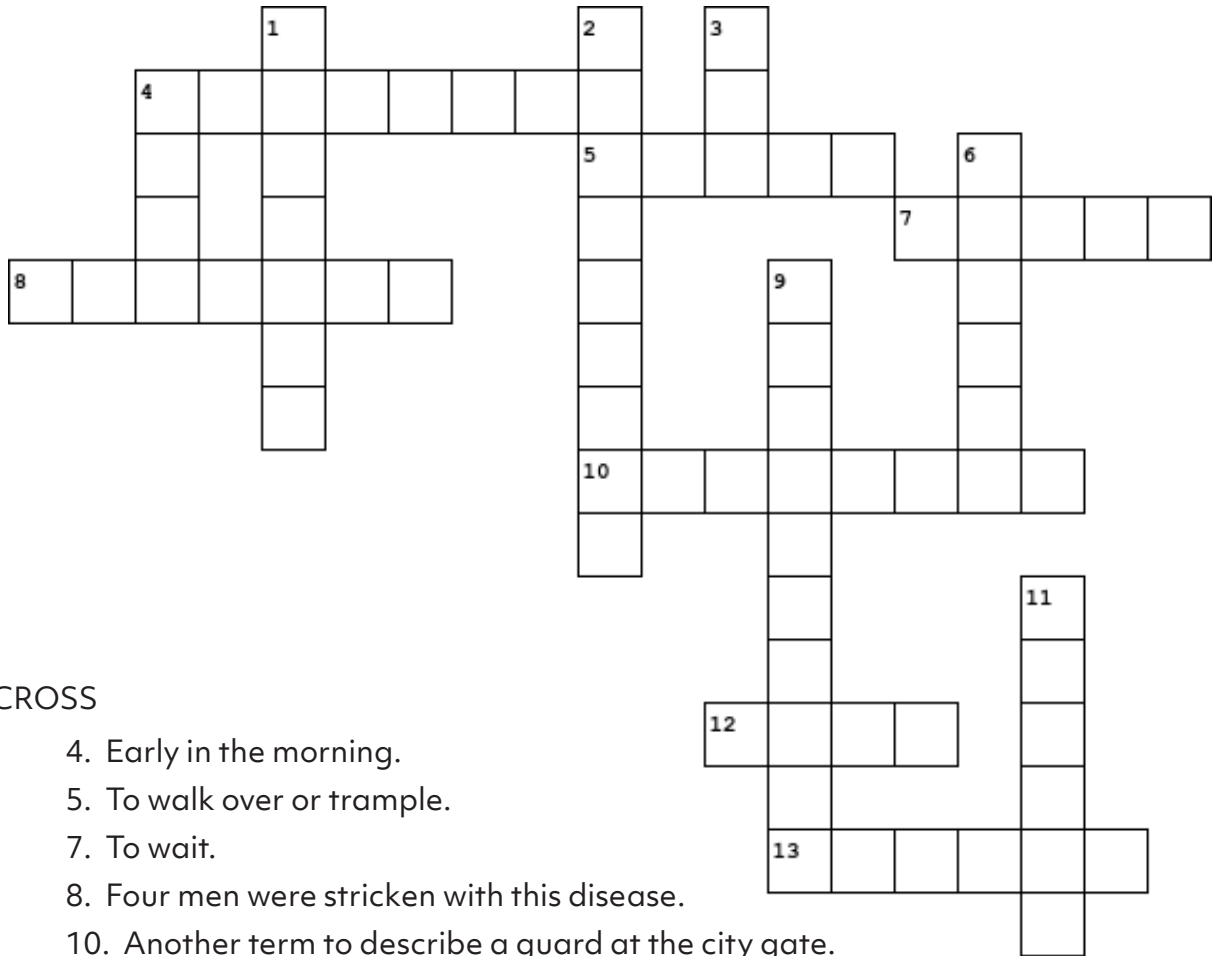 1 2 3
4
5 6
7
8 9
10
11
CROSS
12
4. Early in the morning.
5. To walk over or trample.
7. To wait.
13
8. Four men were stricken with this disease.
10. Another term to describe a guard at the city gate.